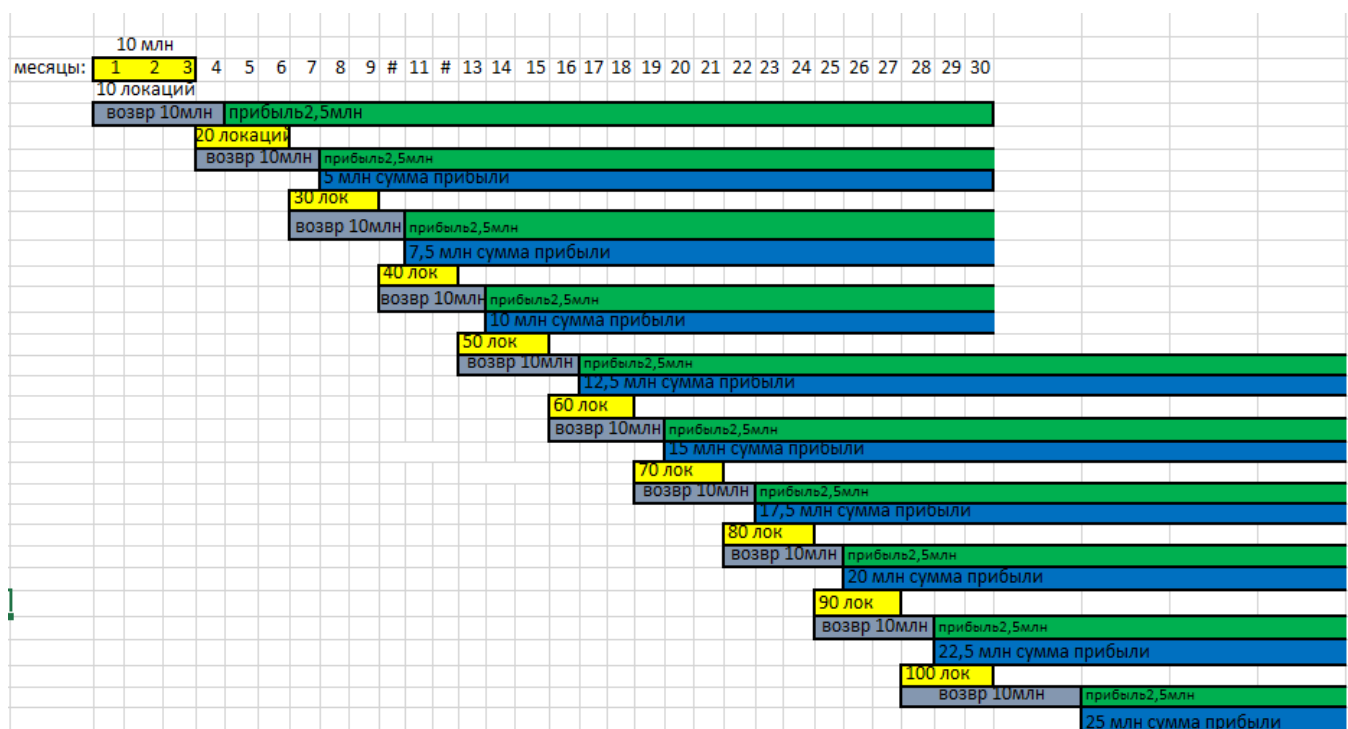 10 млн
месяцы: 1 2 3 4 5 6 7 8 9 # 11 # 13 14 15 16 17 18 19 20 21 22 23 24 25 26 27 28 29 30
10 локаций
возвр 10млн прибыль2,5млн
20 локаций
возвр 10млн прибыль2,5млн
5 млн сумма прибыли
30 лок
возвр 10млн прибыль2,5млн
7,5 млн сумма прибыли
40 лок
возвр 10млн прибыль2,5млн
10 млн сумма прибыли
50 лок
возвр 10млн прибыль2,5млн
12,5 млн сумма прибыли
60 лок
возвр 10млн прибыль2,5млн
15 млн сумма прибыли
70 лок
возвр 10млн прибыль2,5млн
17,5 млн сумма прибыли
80 лок
возвр 10млн прибыль2,5млн
20 млн сумма прибыли
90 лок
возвр 10млн прибыль2,5млн
22,5 млн сумма прибыли
100 лок
возвр 10млн прибыль2,5млн
25 млн сумма прибыли